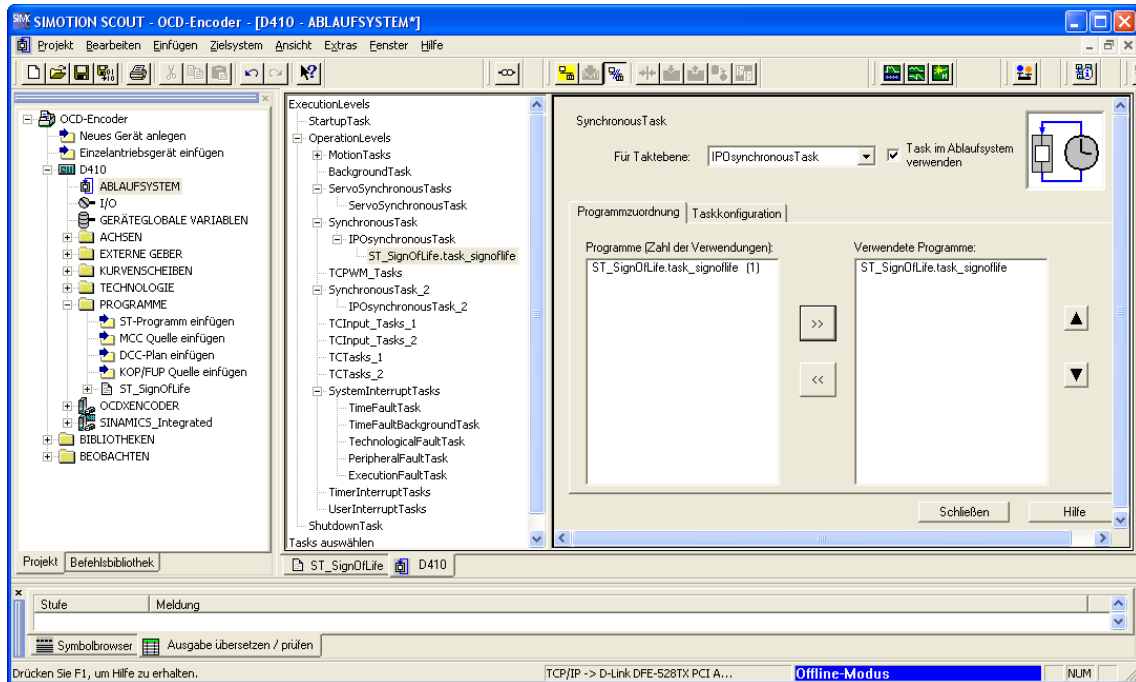 SIMOTION SCOUT - OCD-Encoder - [D410 - ABLAUFSYSTEM*]
Projekt Bearbeiten Einfügen Zielsystem Ansicht Extras Fenster Hilfe
OCD-Encoder
Neues Gerät anlegen
Einzelantriebsgerät einfügen
D410
ABLAUFSYSTEM
I/O
GERÄTEGLOBALE VARIABLEN
ACHSEN
EXTERNE GEBER
KURVENSCHEIBEN
TECHNOLOGIE
PROGRAMME
ST-Programm einfügen
MCC Quelle einfügen
DCC-Plan einfügen
KOP/FUP Quelle einfügen
ST_SignOfLife
OCDXENCODER
SINAMICS_Integrated
BIBLIOTHEKEN
BEOBACHTEN
Projekt Befehlsbibliothek
ExecutionLevels
StartupTask
OperationLevels
MotionTasks
BackgroundTask
ServoSynchronousTasks
ServoSynchronousTask
SynchronousTask
IPOsynchronousTask
ST_SignOfLife.task_signoflife
TCPWM_Tasks
SynchronousTask_2
IPOsynchronousTask_2
TCInput_Tasks_1
TCInput_Tasks_2
TCTasks_1
TCTasks_2
SystemInterruptTasks
TimeFaultTask
TimeFaultBackgroundTask
TechnologicalFaultTask
PeripheralFaultTask
ExecutionFaultTask
TimerInterruptTasks
UserInterruptTasks
ShutdownTask
Tasks auswählen
SynchronousTask
Für Taktebene: IPOsynchronousTask
Task im Ablaufsystem
verwenden
Programmzuordnung Taskkonfiguration
Programme (Zahl der Verwendungen):
ST_SignOfLife.task_signoflife (1)
>>
<<
Verwendete Programme:
ST_SignOfLife.task_signoflife
Schließen Hilfe
ST_SignOfLife D410
Stufe Meldung
Symbolbrowser Ausgabe übersetzen / prüfen
Drücken Sie F1, um Hilfe zu erhalten. TCP/IP -> D-Link DFE-528TX PCI A... Offline-Modus NUM